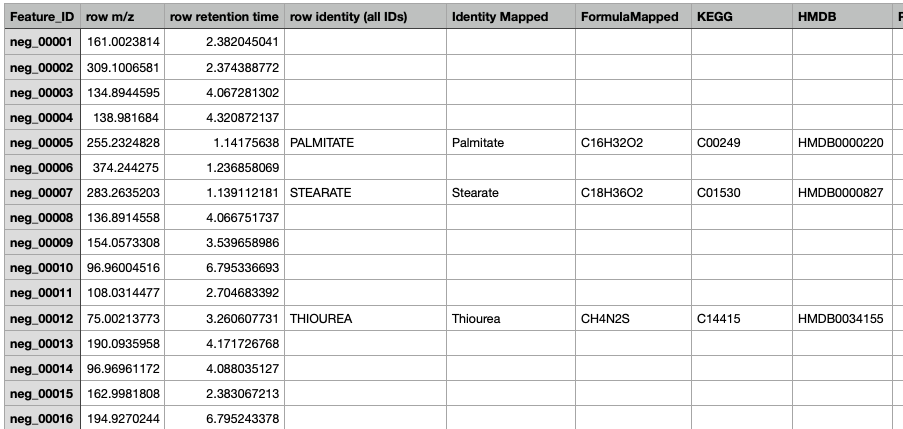 Feature_ID row m/z row retention time row identity (all IDs) Identity Mapped FormulaMapped KEGG HMDB
neg_00001 161.0023814 2.382045041
neg_00002 309.1006581 2.374388772
neg_00003 134.8944595 4.067281302
neg_00004 138.981684 4.320872137
neg_00005 255.2324828 1.14175638 PALMITATE Palmitate C16H32O2 C00249 HMDB0000220
neg_00006 374.244275 1.236858069
neg_00007 283.2635203 1.139112181 STEARATE Stearate C18H36O2 C01530 HMDB0000827
neg_00008 136.8914558 4.066751737
neg_00009 154.0573308 3.539658986
neg_00010 96.96004516 6.795336693
neg_00011 108.0314477 2.704683392
neg_00012 75.00213773 3.260607731 THIOUREA Thiourea CH4N2S C14415 HMDB0034155
neg_00013 190.0935958 4.171726768
neg_00014 96.96961172 4.088035127
neg_00015 162.9981808 2.383067213
neg_00016 194.9270244 6.795243378